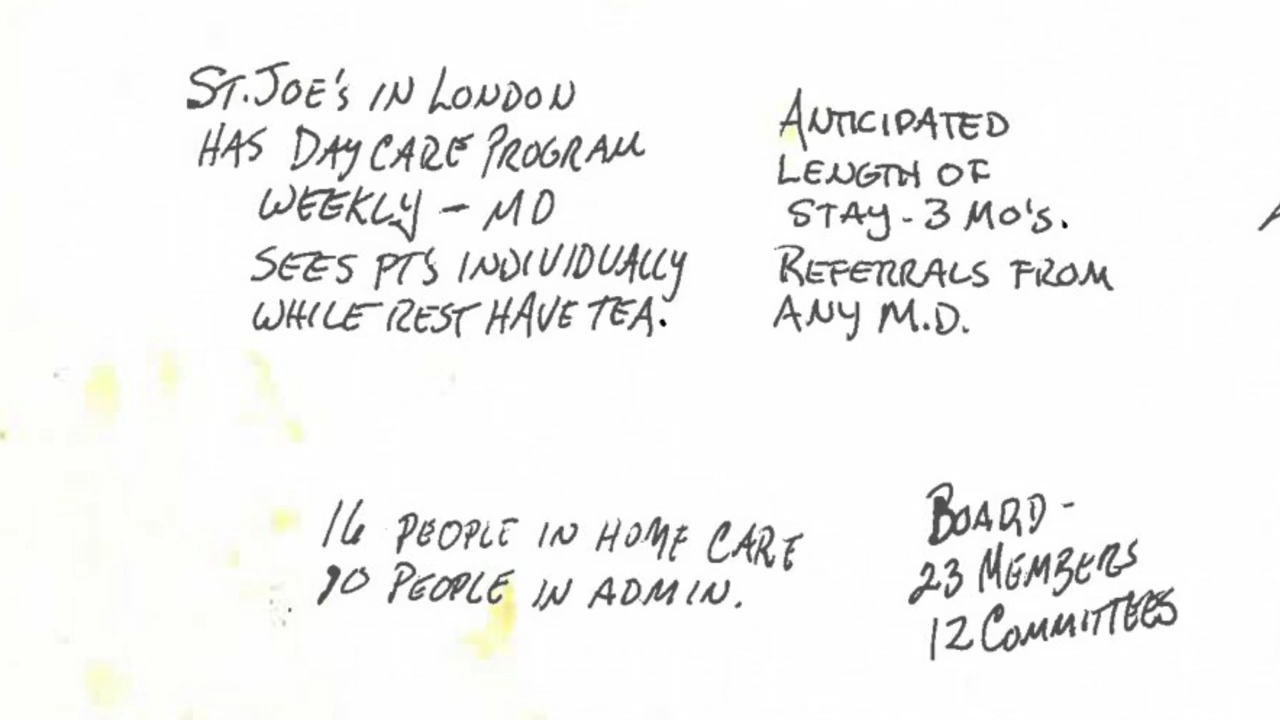 ST. JOE'S IN LONDON
HAS DAY CARE PROGRAM
WEEKLY – MD
SEES PT'S INDIVIDUALLY
WHILE REST HAVE TEA.
ANTICIPATED
LENGTH OF
STAY - 3 MO'S.
REFERRALS FROM
ANY M.D.
16 PEOPLE IN HOME CARE
PEOPLE IN ADMIN.
BOARD -
23 MEMBERS
12 COMMITTEES